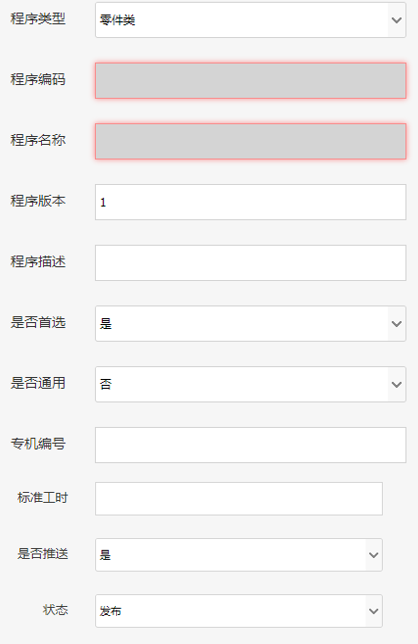 程序类型 零件类
程序编码
程序名称
程序版本 1
程序描述
是否首选 是
是否通用 否
专机编号
标准工时
是否推送 是
状态 发布